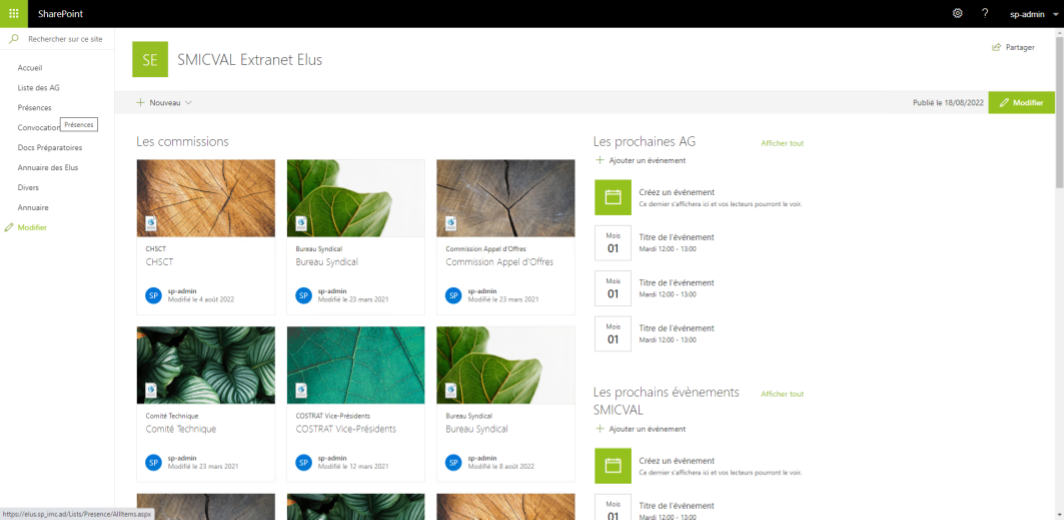 SharePoint
sp-admin
Rechercher sur ce site
Accueil
Liste des AG
Présences
Convocation
Présences
Docs Préparatoires
Annuaire des Elus
Divers
Annuaire
Modifier
SE
SMICVAL Extranet Elus
Partager
Nouveau
Publié le 18/08/2022
Modifier
Les commissions
CHSCT
CHSCT
SP
sp-admin
Modifié le 4 août 2022
Bureau Syndical
Bureau Syndical
SP
sp-admin
Modifié le 23 mars 2021
Commission Appel d'Offres
Commission Appel d'Offres
SP
sp-admin
Modifié le 23 mars 2021
Comité Technique
Comité Technique
SP
sp-admin
Modifié le 23 mars 2021
COSTRAT Vice-Présidents
COSTRAT Vice-Présidents
SP
sp-admin
Modifié le 12 mars 2021
Bureau Syndical
Bureau Syndical
SP
sp-admin
Modifié le 8 août 2022
Les prochaines AG
Afficher tout
Ajouter un événement
Créez un événement
Ce dernier s'affichera ici et vos lecteurs pourront le voir.
Mois
01
Titre de l'événement
Mardi 12:00 - 13:00
Mois
01
Titre de l'événement
Mardi 12:00 - 13:00
Mois
01
Titre de l'événement
Mardi 12:00 - 13:00
Les prochains évènements
SMICVAL
Afficher tout
Ajouter un événement
Créez un événement
Ce dernier s'affichera ici et vos lecteurs pourront le voir.
Mois
01
Titre de l'événement
Mardi 12:00 - 13:00
https://elus.sp_imc.ad/Lists/Presence/AllItems.aspx